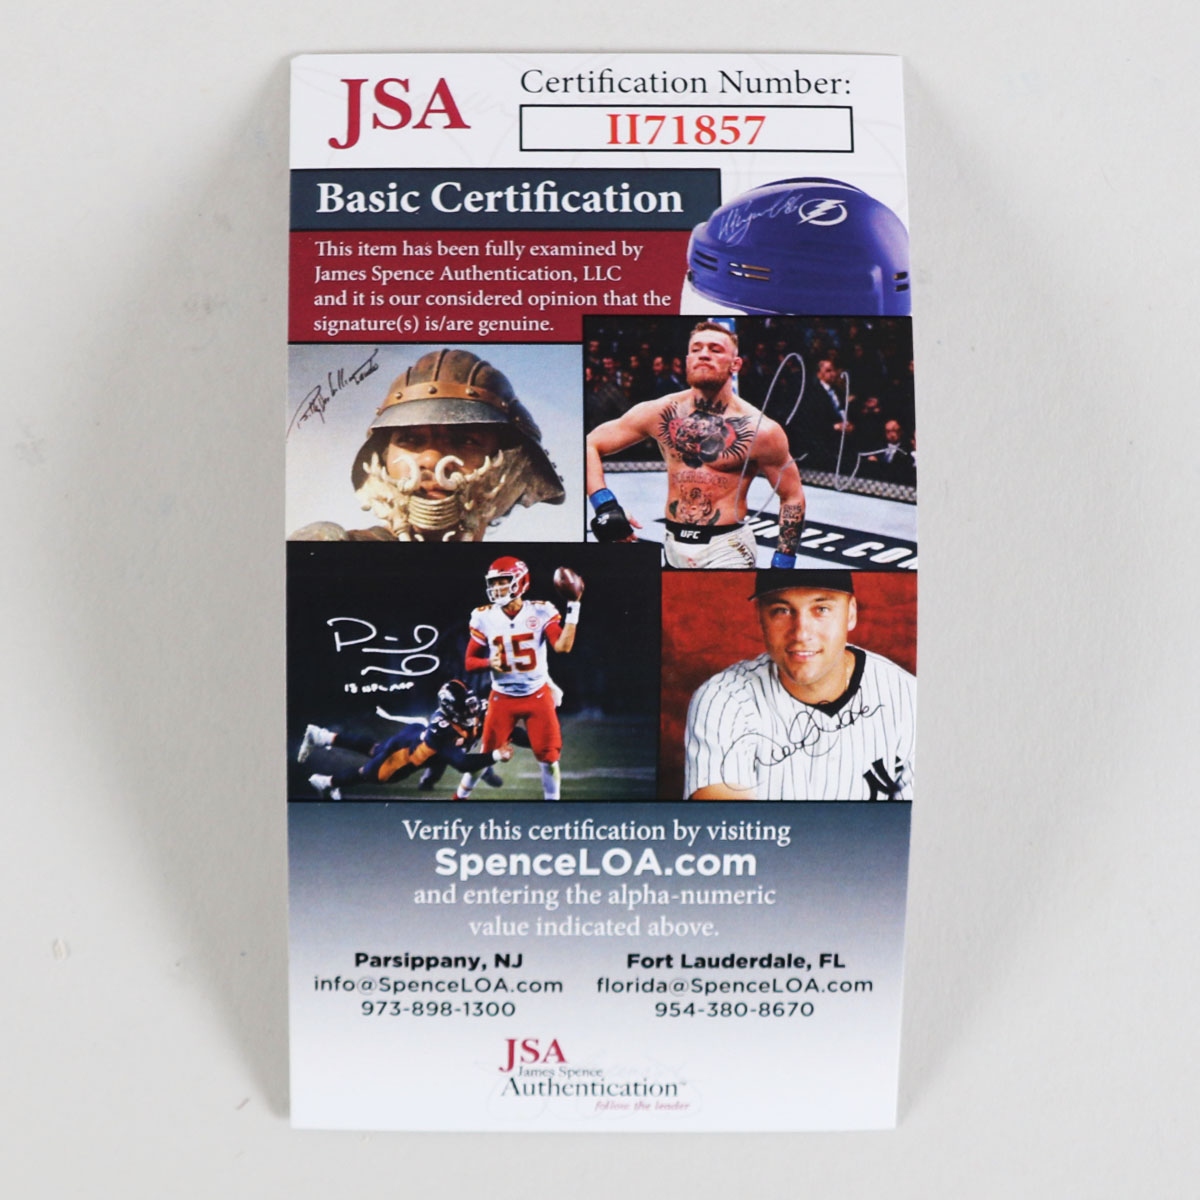 JSA
Certification Number:
II71857
Basic Certification
This item has been fully examined by
James Spence Authentication, LLC
and it is our considered opinion that the
signature(s) is/are genuine.
UFC
15
Verify this certification by visiting
SpenceLOA.com
and entering the alpha-numeric
value indicated above.
Parsippany, NJ
info@SpenceLOA.com
973-898-1300
Fort Lauderdale, FL
florida@SpenceLOA.com
954-380-8670
JSA
James Spence
Authentication™
follow the leader